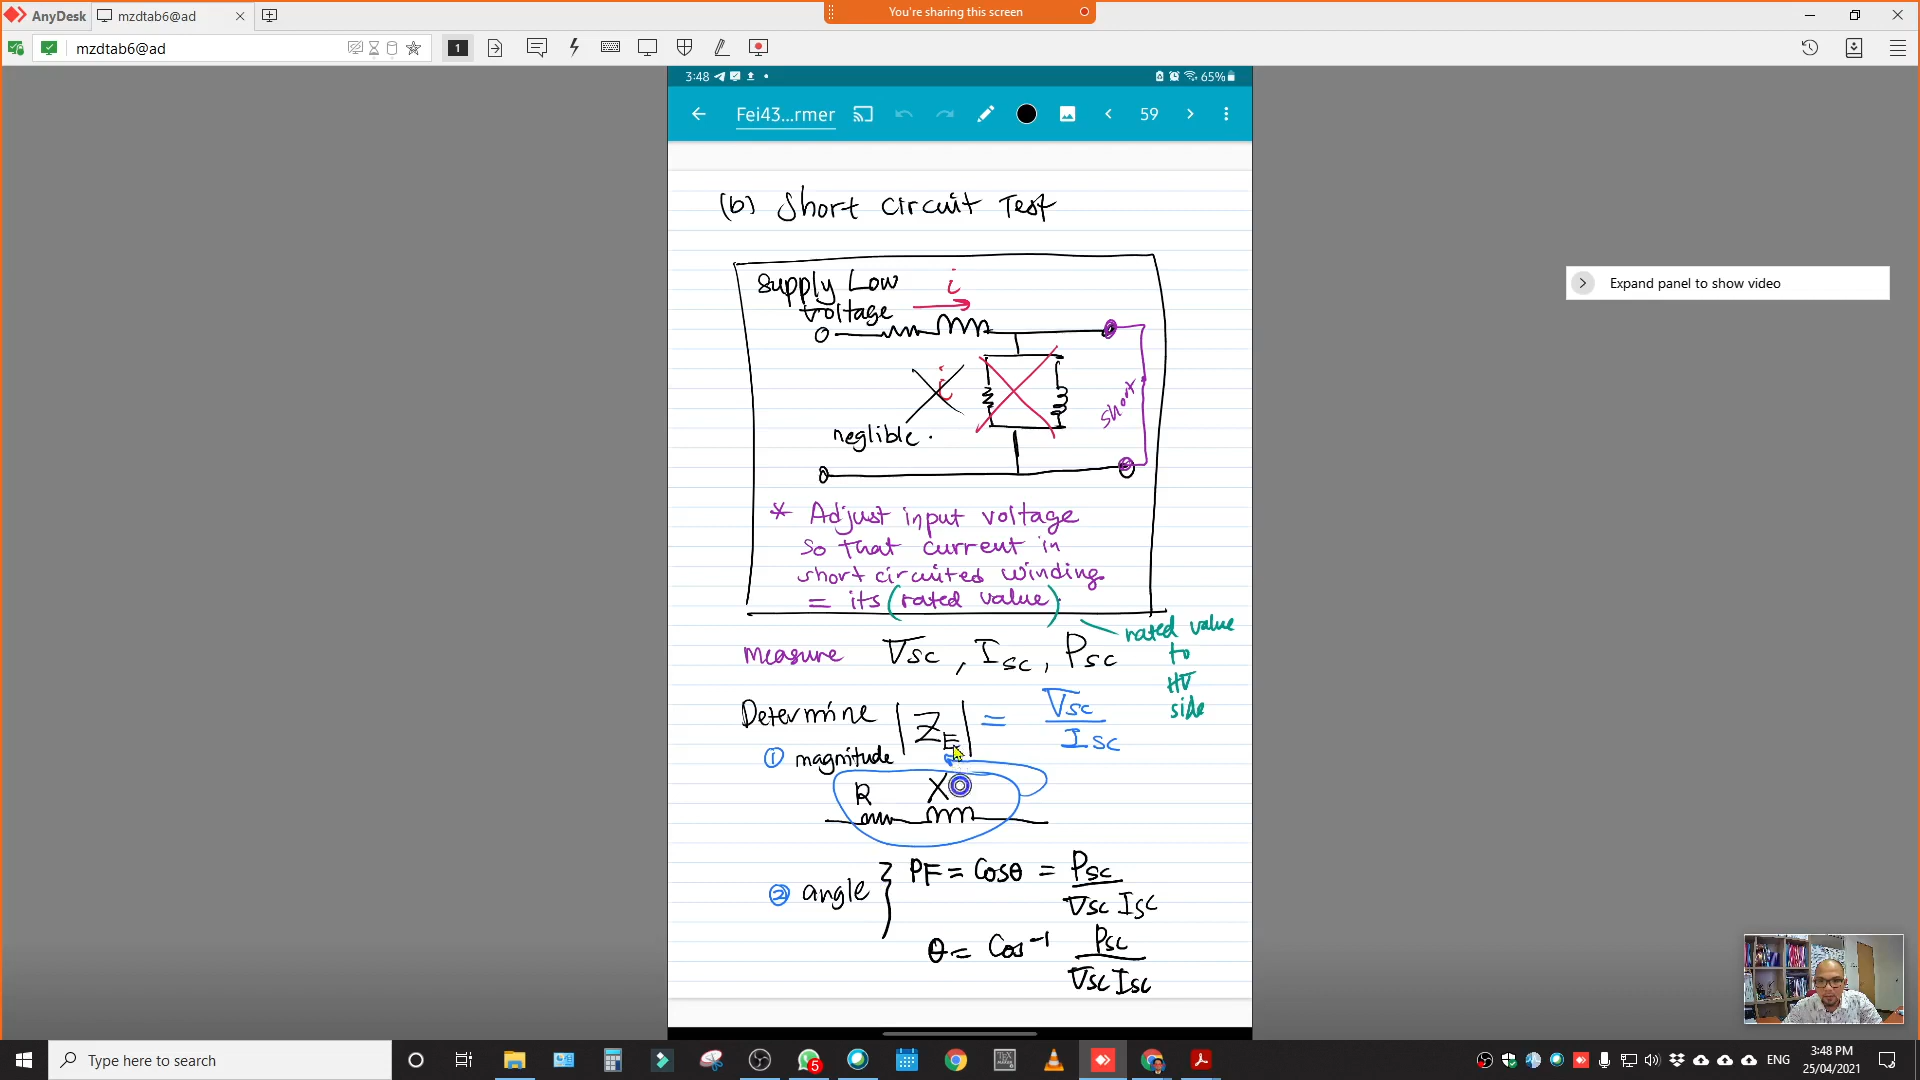 AnyDesk
mzdtab6@ad
You're sharing this screen
mzdtab6@ad
1
3:48
65%
Fei43...rmer
59
Expand panel to show video
(b) Short circuit Test
Supply Low
Voltage
i
i
neglible.
short
* Adjust input voltage
So that current in
short circuited winding
= its (rated value)
rated value
to
HV
side
measure Vsc, Isc, Psc
Determine |ZE| = Vsc
Isc
① magnitude
R X
② angle } PF = Cosθ = Psc
Vsc Isc
θ = Cos-1 Psc
Vsc Isc
Type here to search
5
ENG
3:48 PM
25/04/2021